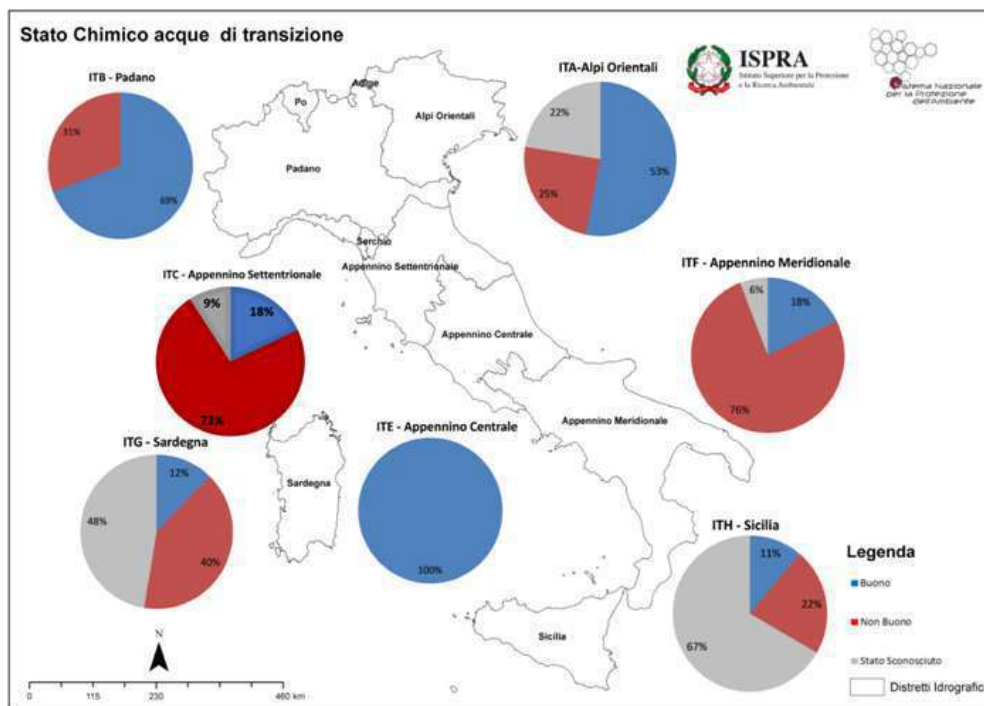 Stato Chimico acque di transizione
ISPRA
Istituto Superiore per la Protezione
e la Ricerca Ambientale
Sistema Nazionale
per la Protezione
dell'Ambiente
ITB - Padano
31%
69%
ITA-Alpi Orientali
22%
25%
53%
Adige
Po
Alpi Orientali
Padano
Serchio
Appennino Settentrionale
Appennino Centrale
Appennino Meridionale
Sardegna
Sicilia
ITC - Appennino Settentrionale
9%
18%
73%
ITF - Appennino Meridionale
6%
18%
76%
ITG - Sardegna
12%
48%
40%
ITE - Appennino Centrale
100%
ITH - Sicilia
11%
22%
67%
Legenda
Buono
Non Buono
Stato Sconosciuto
Distretti Idrografic
N
0 115 230 460 km